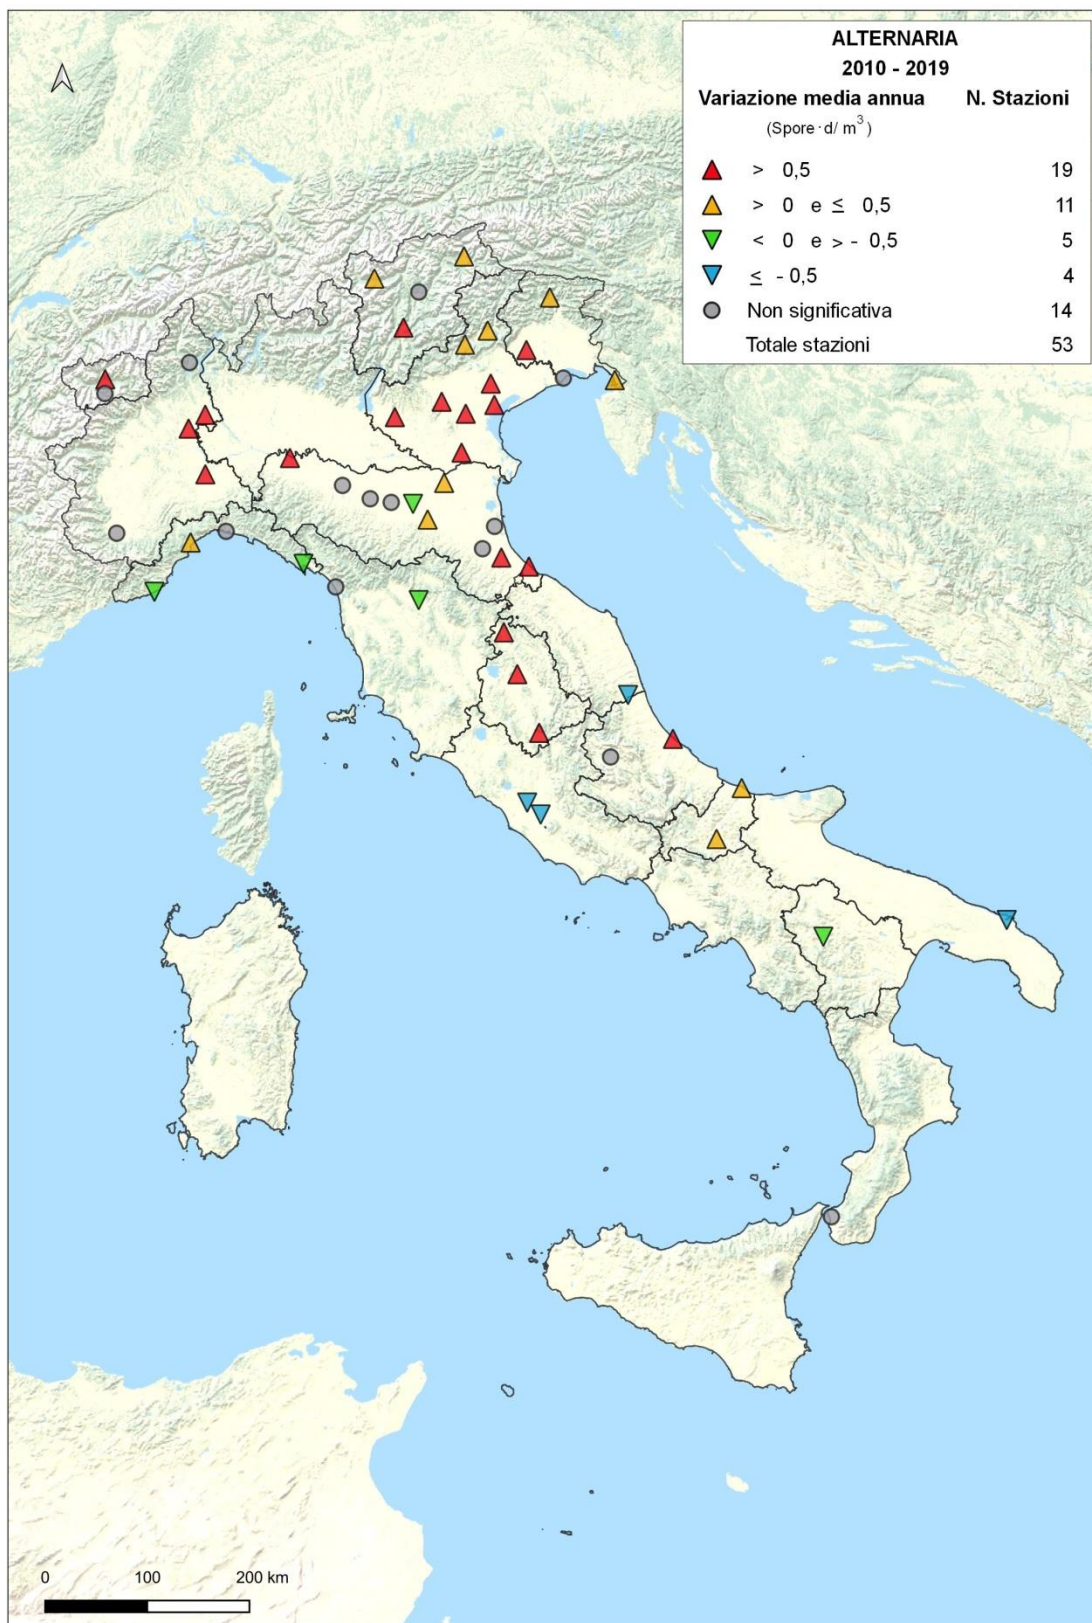 ALTERNARIA
2010 - 2019
Variazione media annua N. Stazioni
(Spore · d/ m³)
> 0,5 19
> 0 e ≤ 0,5 11
< 0 e > - 0,5 5
≤ - 0,5 4
Non significativa 14
Totale stazioni 53
0 100 200 km